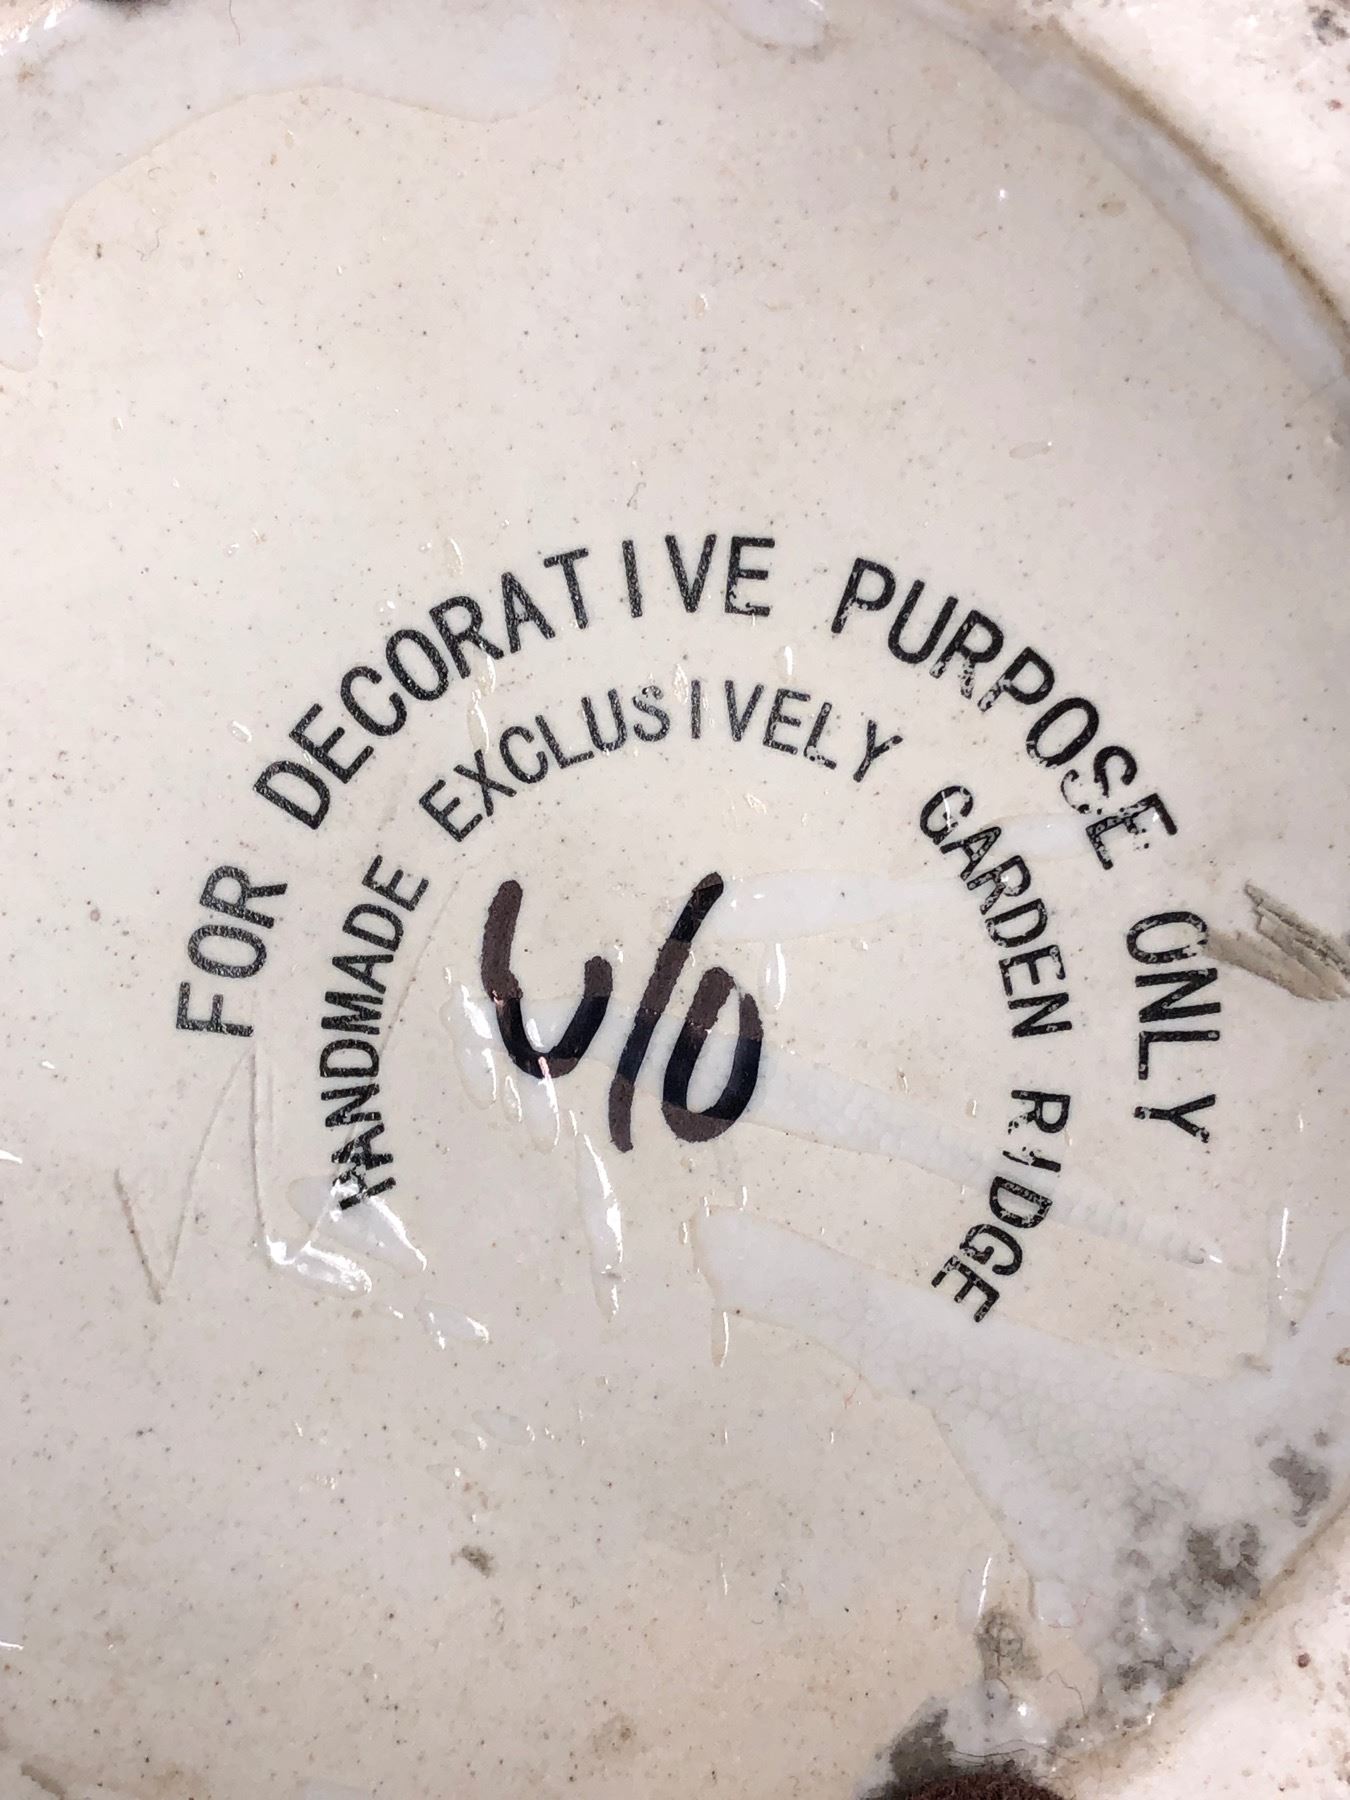 FOR DECORATIVE PURPOSE ONLY
HANDMADE EXCLUSIVELY GARDEN RIDGE